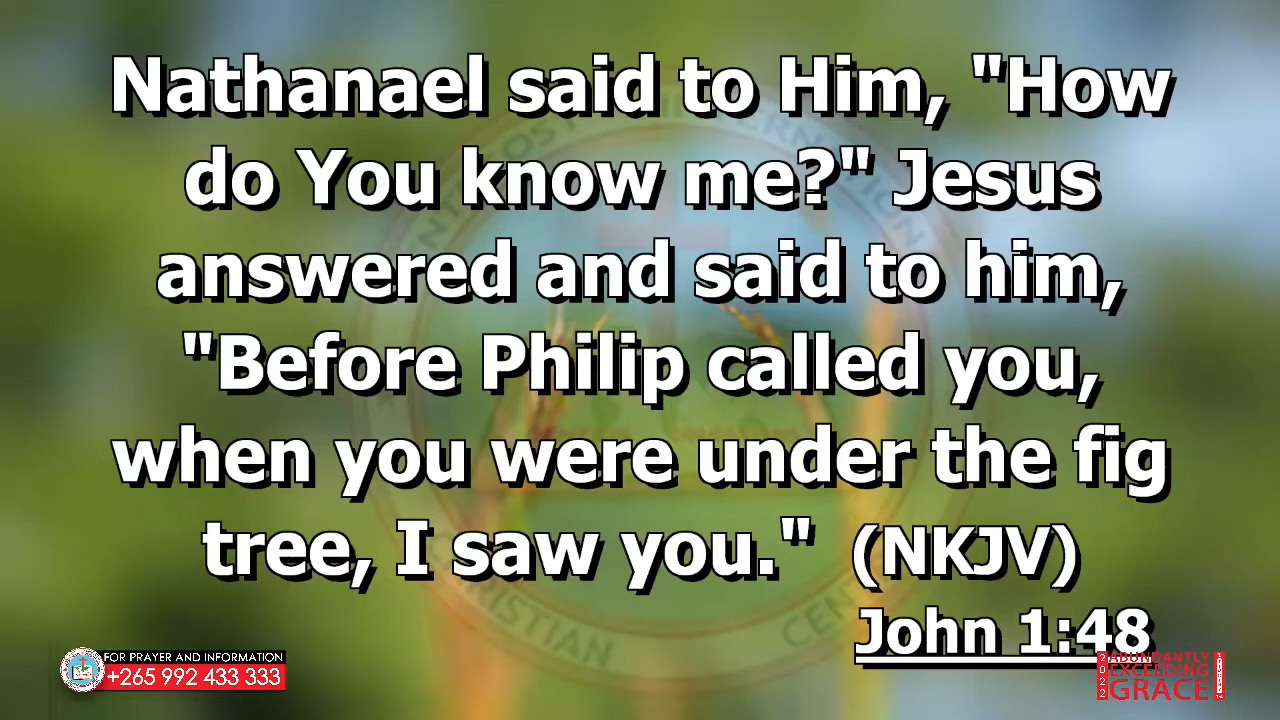 Nathanael said to Him, "How
do You know me?" Jesus
answered and said to him,
"Before Philip called you,
when you were under the fig
tree, I saw you." (NKJV)
John 1:48
FOR PRAYER AND INFORMATION
+265 992 433 333
2022
ABUNDANTLY
EXCEEDING
GRACE
CHRISTIAN